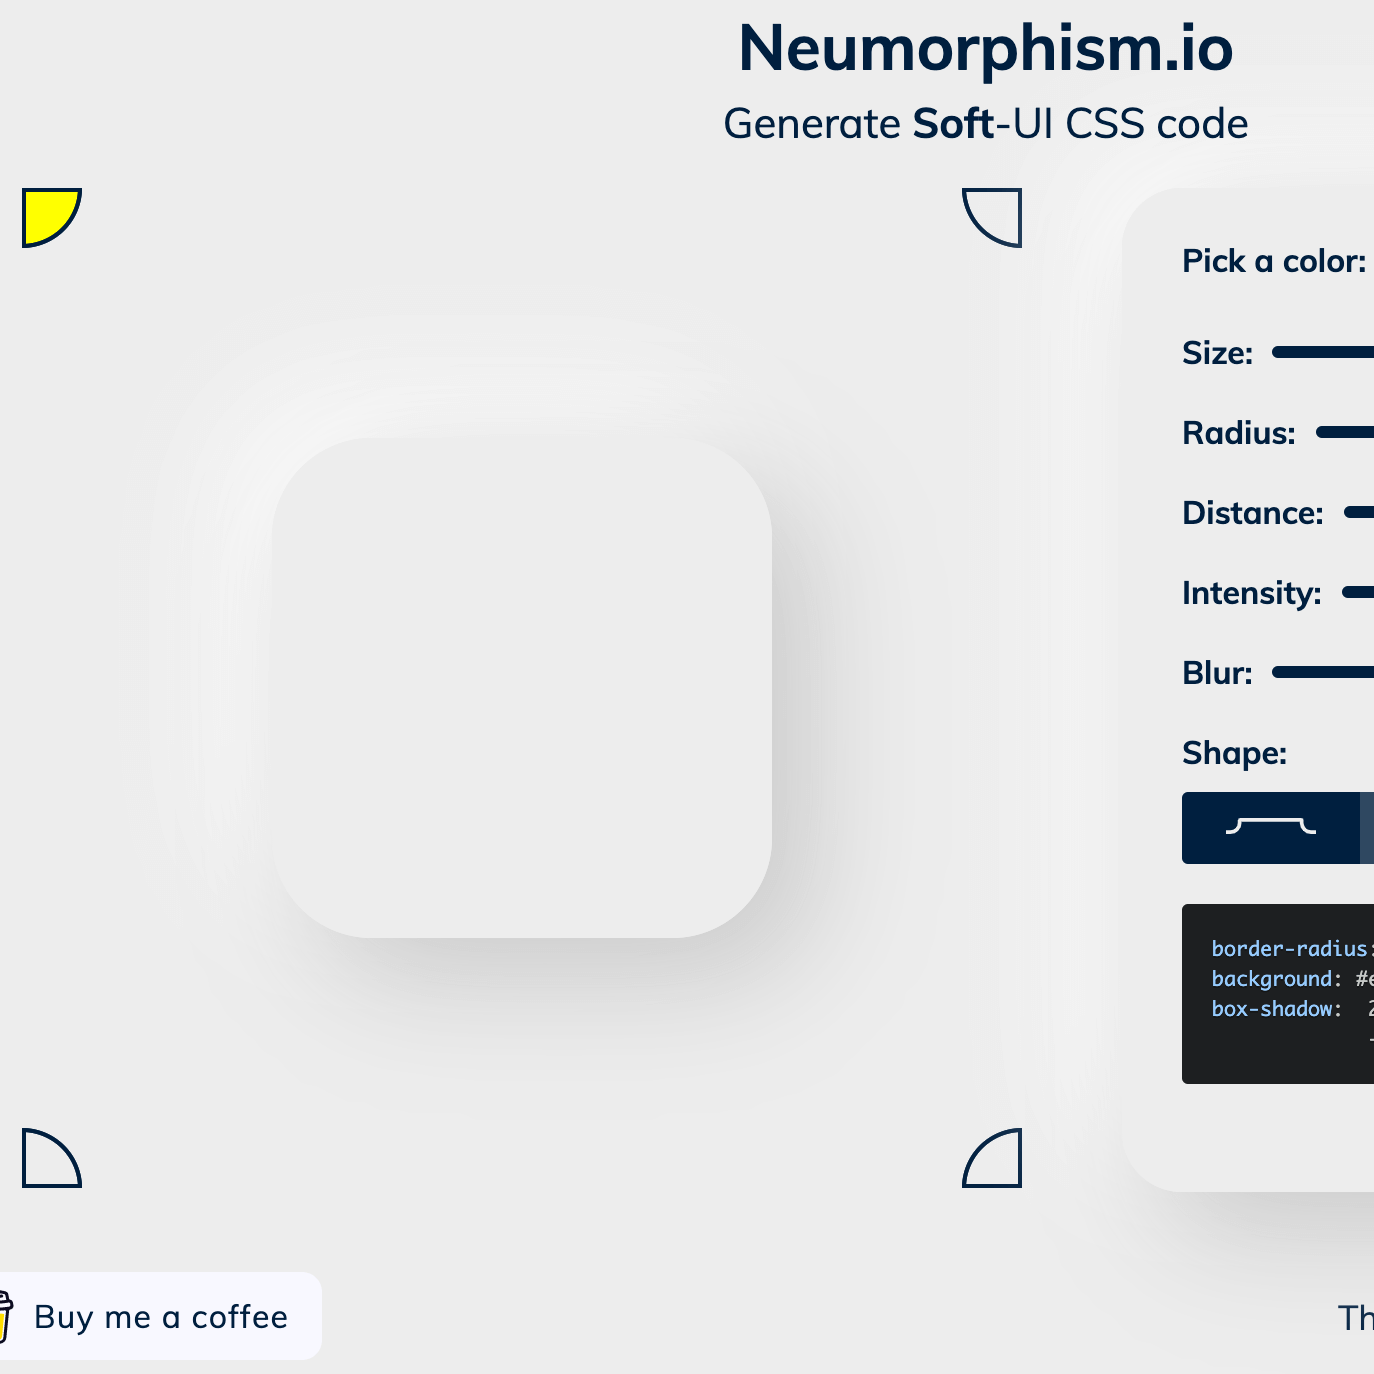 Neumorphism.io
Generate Soft-UI CSS code
Pick a color:
Size:
Radius:
Distance:
Intensity:
Blur:
Shape:
border-radius:
background: #e
box-shadow: 2
-
Buy me a coffee
Th